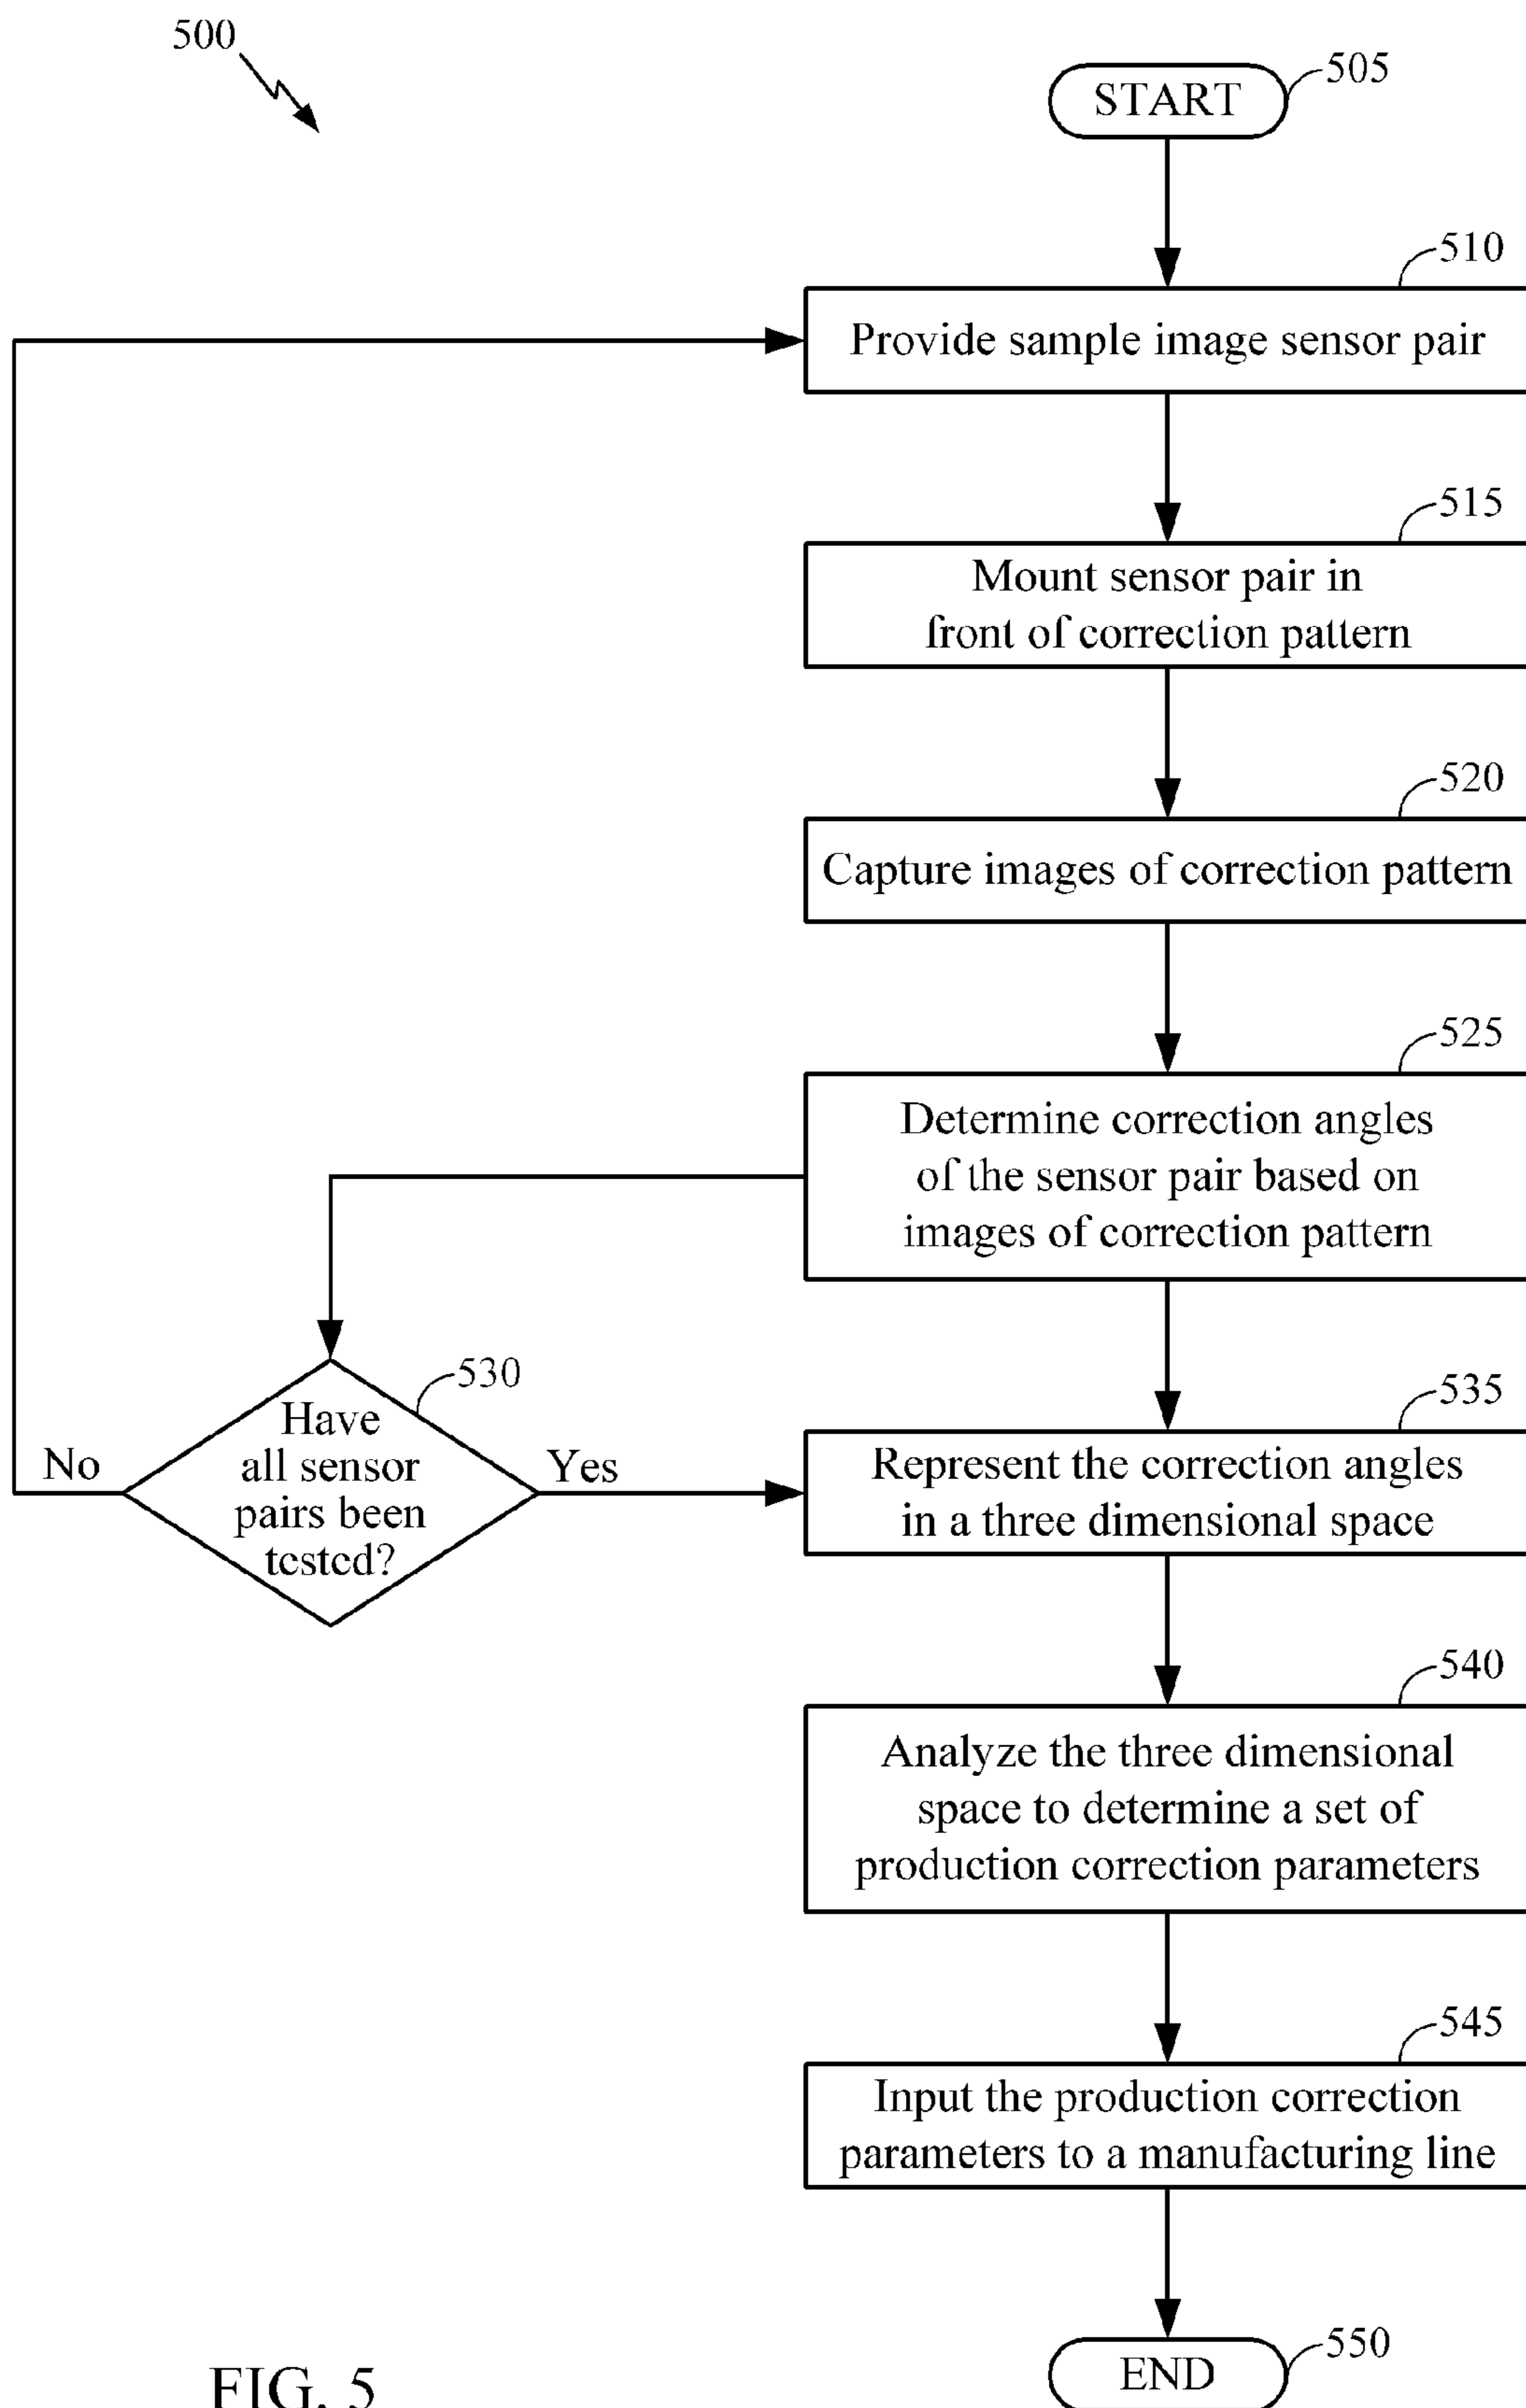 500
START
505
510
Provide sample image sensor pair
515
Mount sensor pair in
front of correction pattern
520
Capture images of correction pattern
525
Determine correction angles
of the sensor pair based on
images of correction pattern
530
Have
all sensor
pairs been
tested?
No
Yes
535
Represent the correction angles
in a three dimensional space
540
Analyze the three dimensional
space to determine a set of
production correction parameters
545
Input the production correction
parameters to a manufacturing line
END
550
FIG. 5